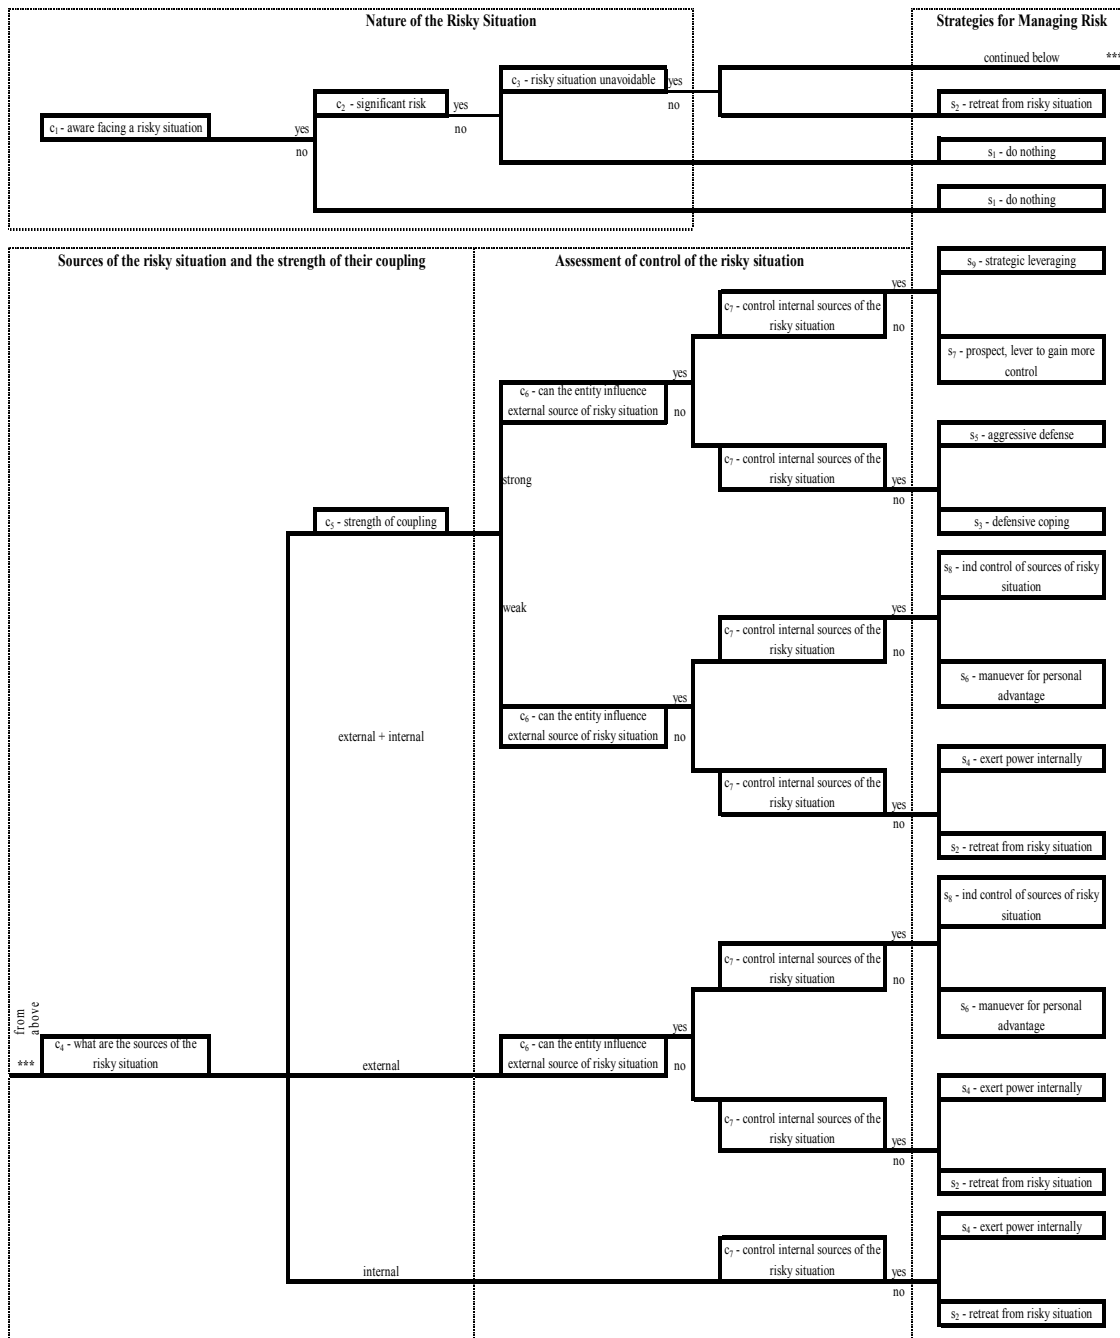 Nature of the Risky Situation
Strategies for Managing Risk
continued below ***
c₃ - risky situation unavoidable
yes
no
c₂ - significant risk
yes
no
s₂ - retreat from risky situation
c₁ - aware facing a risky situation
yes
no
s₁ - do nothing
s₁ - do nothing
Sources of the risky situation and the strength of their coupling
Assessment of control of the risky situation
s₉ - strategic leveraging
yes
c₇ - control internal sources of the
risky situation
no
s₇ - prospect, lever to gain more
control
yes
c₆ - can the entity influence
external source of risky situation
no
s₅ - aggressive defense
c₇ - control internal sources of the
risky situation
yes
no
strong
c₅ - strength of coupling
s₃ - defensive coping
s₈ - ind control of sources of risky
situation
weak
yes
c₇ - control internal sources of the
risky situation
no
s₆ - manuever for personal
advantage
yes
c₆ - can the entity influence
external source of risky situation
no
external + internal
s₄ - exert power internally
c₇ - control internal sources of the
risky situation
yes
no
s₂ - retreat from risky situation
s₈ - ind control of sources of risky
situation
yes
c₇ - control internal sources of the
risky situation
no
s₆ - manuever for personal
advantage
from
above
***
c₄ - what are the sources of the
risky situation
external
yes
c₆ - can the entity influence
external source of risky situation
no
s₄ - exert power internally
c₇ - control internal sources of the
risky situation
yes
no
s₂ - retreat from risky situation
s₄ - exert power internally
internal
c₇ - control internal sources of the
risky situation
yes
no
s₂ - retreat from risky situation